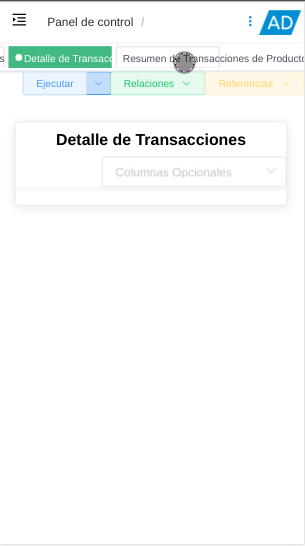 Panel de control /
AD
s Detalle de Transacc Resumen de Transacciones de Producto
Ejecutar Relaciones Referencias
Detalle de Transacciones
Columnas Opcionales